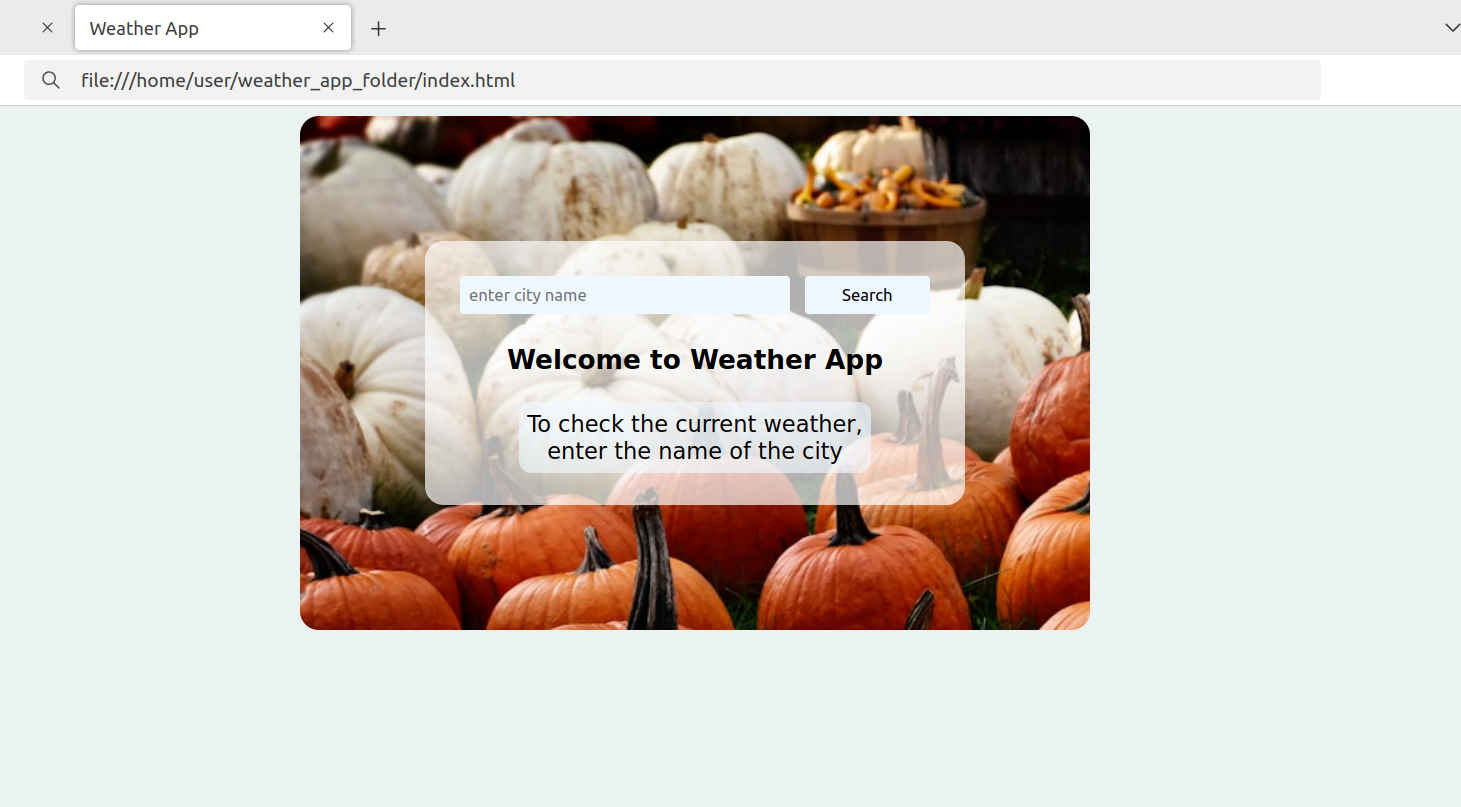 Weather App
file:///home/user/weather_app_folder/index.html
enter city name
Search
Welcome to Weather App
To check the current weather,
enter the name of the city